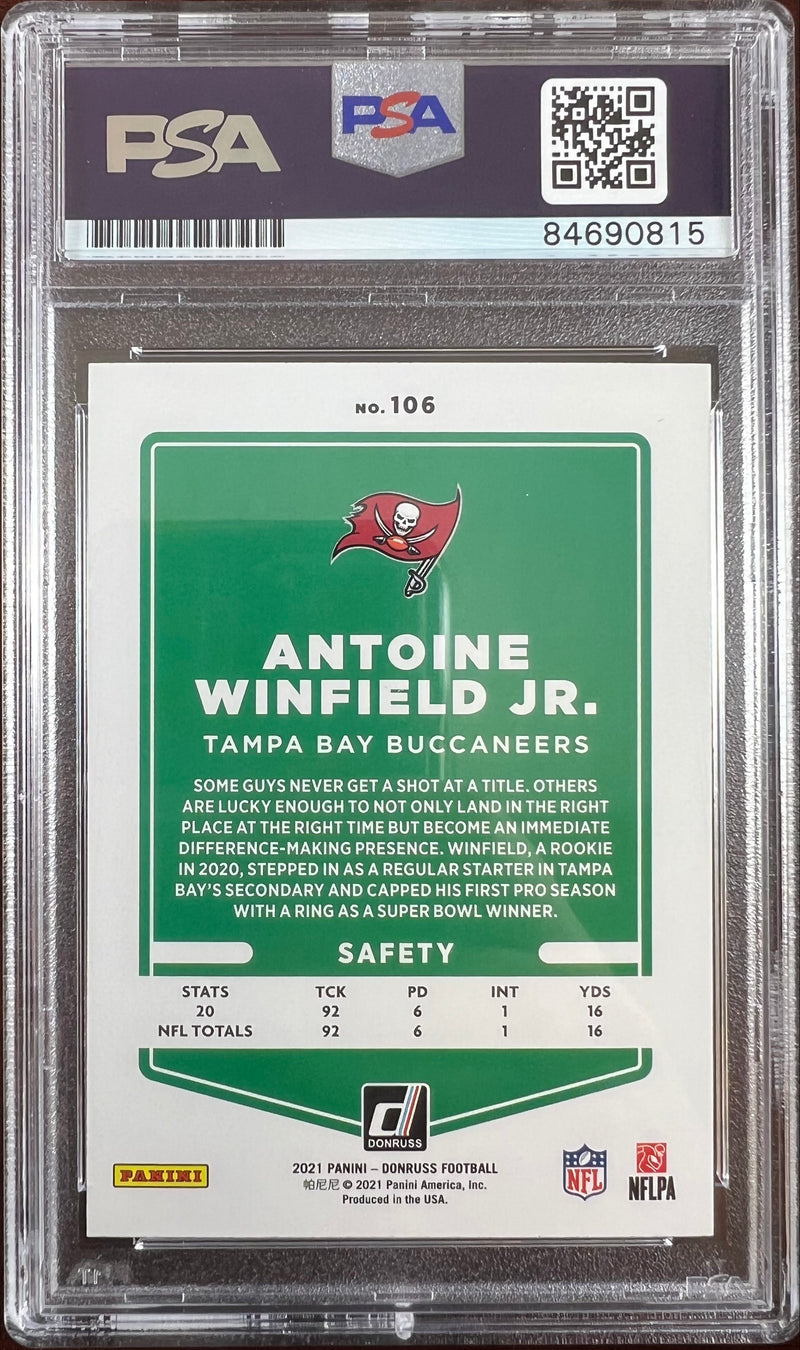 PSA
PSA
84690815
NO. 106
ANTOINE
WINFIELD JR.
TAMPA BAY BUCCANEERS
SOME GUYS NEVER GET A SHOT AT A TITLE. OTHERS
ARE LUCKY ENOUGH TO NOT ONLY LAND IN THE RIGHT
PLACE AT THE RIGHT TIME BUT BECOME AN IMMEDIATE
DIFFERENCE-MAKING PRESENCE. WINFIELD, A ROOKIE
IN 2020, STEPPED IN AS A REGULAR STARTER IN TAMPA
BAY'S SECONDARY AND CAPPED HIS FIRST PRO SEASON
WITH A RING AS A SUPER BOWL WINNER.
SAFETY
STATS TCK PD INT YDS
20 92 6 1 16
NFL TOTALS 92 6 1 16
DONRUSS
PANINI
2021 PANINI – DONRUSS FOOTBALL
帕尼尼 © 2021 Panini America, Inc.
Produced in the USA.
NFL
NFLPA
PSA